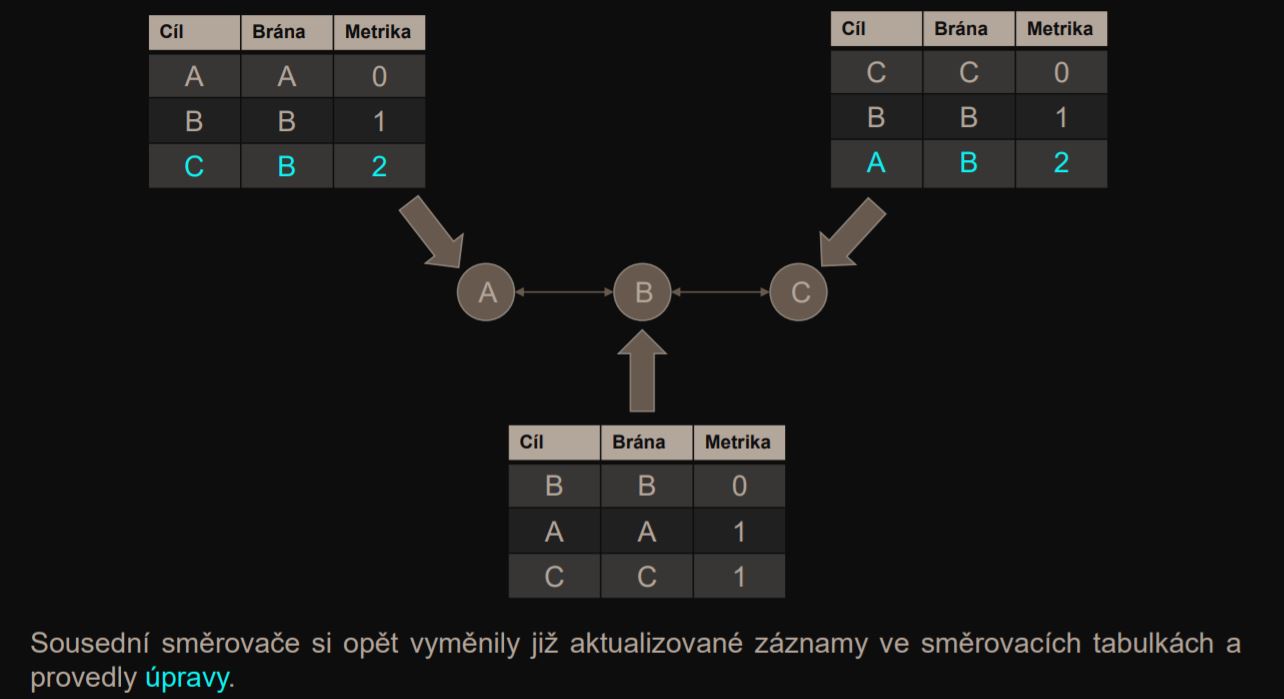 Cíl Brána Metrika
A A 0
B B 1
C B 2
Cíl Brána Metrika
C C 0
B B 1
A B 2
A B C
Cíl Brána Metrika
B B 0
A A 1
C C 1
Sousední směrovače si opět vyměnily již aktualizované záznamy ve směrovacích tabulkách a
provedly úpravy.